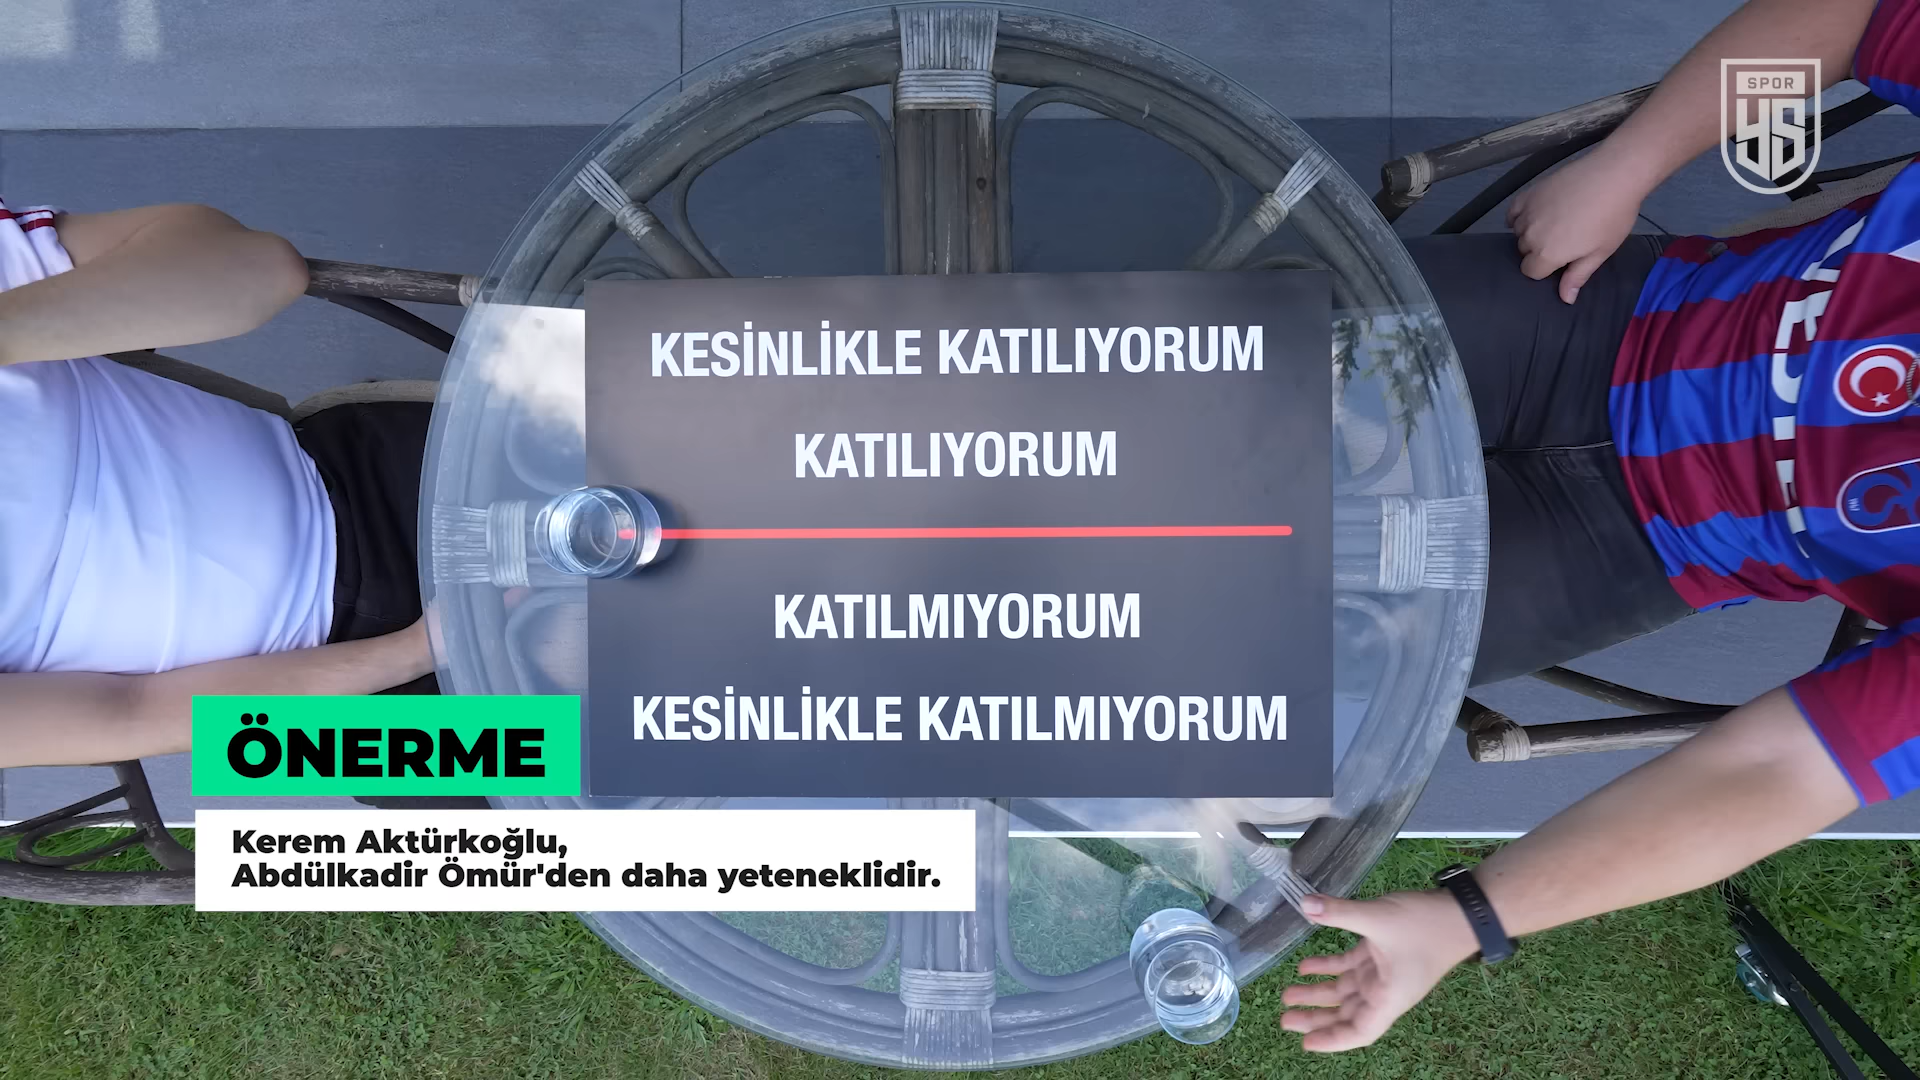 SPOR
YS
KESİNLİKLE KATILIYORUM
KATILIYORUM
KATILMIYORUM
KESİNLİKLE KATILMIYORUM
ÖNERME
Kerem Aktürkoğlu,
Abdülkadir Ömür'den daha yeteneklidir.